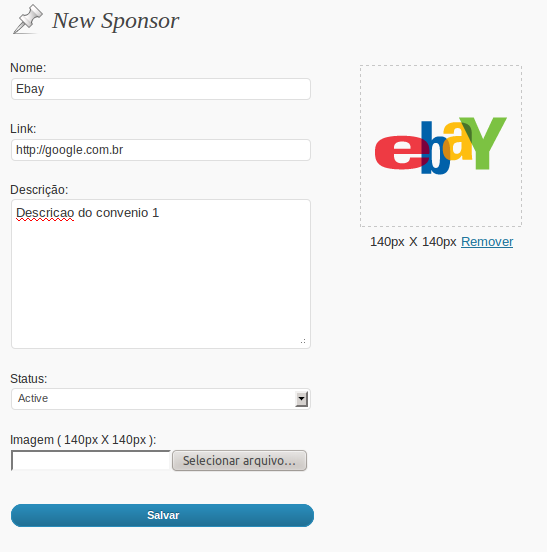 New Sponsor
Nome:
Ebay
Link:
http://google.com.br
Descrição:
Descricao do convenio 1
ebaY
140px X 140px Remover
Status:
Active
Imagem ( 140px X 140px ):
Selecionar arquivo...
Salvar